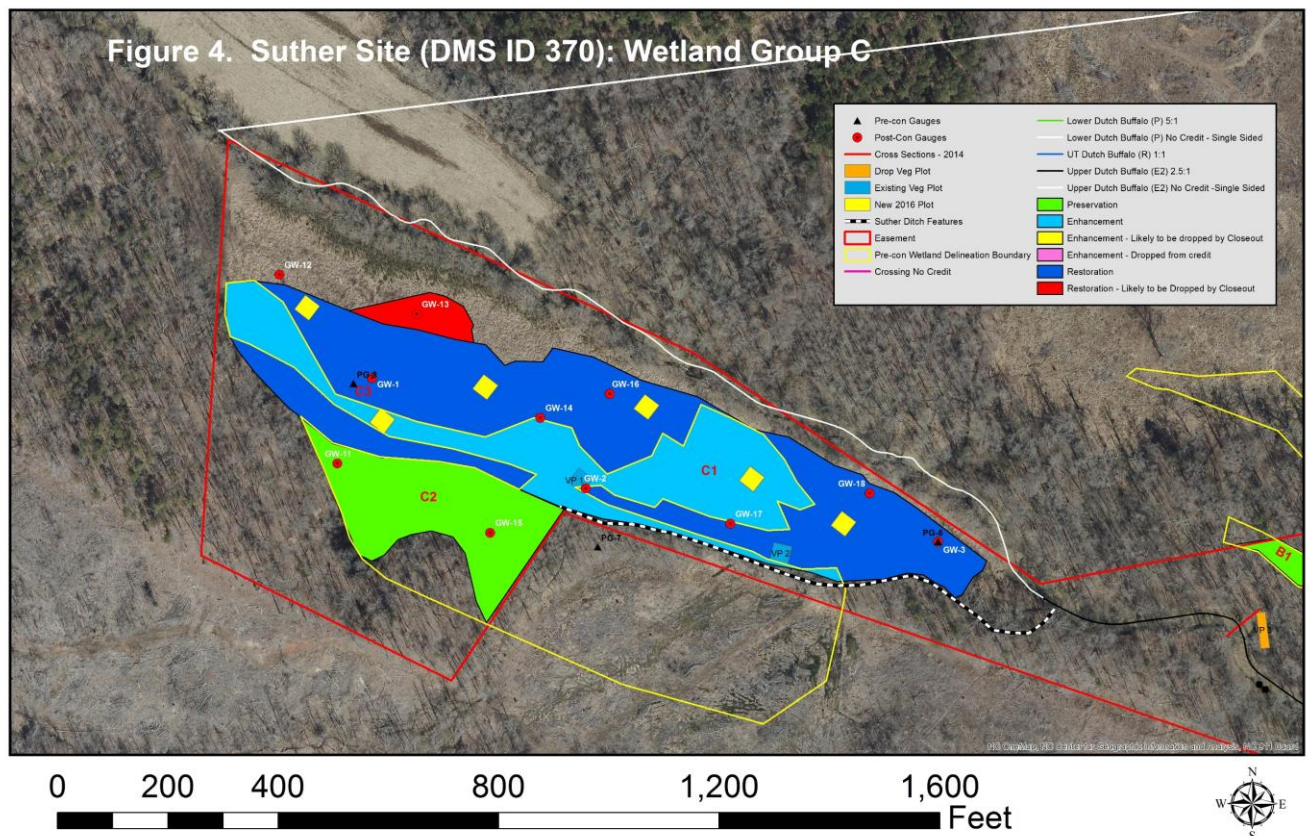 Figure 4. Suther Site (DMS ID 370): Wetland Group C
Pre-con Gauges
Post-Con Gauges
Cross Sections - 2014
Drop Veg Plot
Existing Veg Plot
New 2016 Plot
Suther Ditch Features
Easement
Pre-con Wetland Delineation Boundary
Crossing No Credit
Lower Dutch Buffalo (P) 5:1
Lower Dutch Buffalo (P) No Credit - Single Sided
UT Dutch Buffalo (R) 1:1
Upper Dutch Buffalo (E2) 2.5:1
Upper Dutch Buffalo (E2) No Credit -Single Sided
Preservation
Enhancement
Enhancement - Likely to be dropped by Closeout
Enhancement - Dropped from credit
Restoration
Restoration - Likely to be Dropped by Closeout
GW-12
GW-13
GW-1
C3
GW-16
GW-14
GW-11
C1
VP 1
GW-2
GW-18
C2
GW-17
GW-15
PG-7
VP 2
PG-6
GW-3
B1
0 200 400 800 1,200 1,600
Feet
N
W E
S